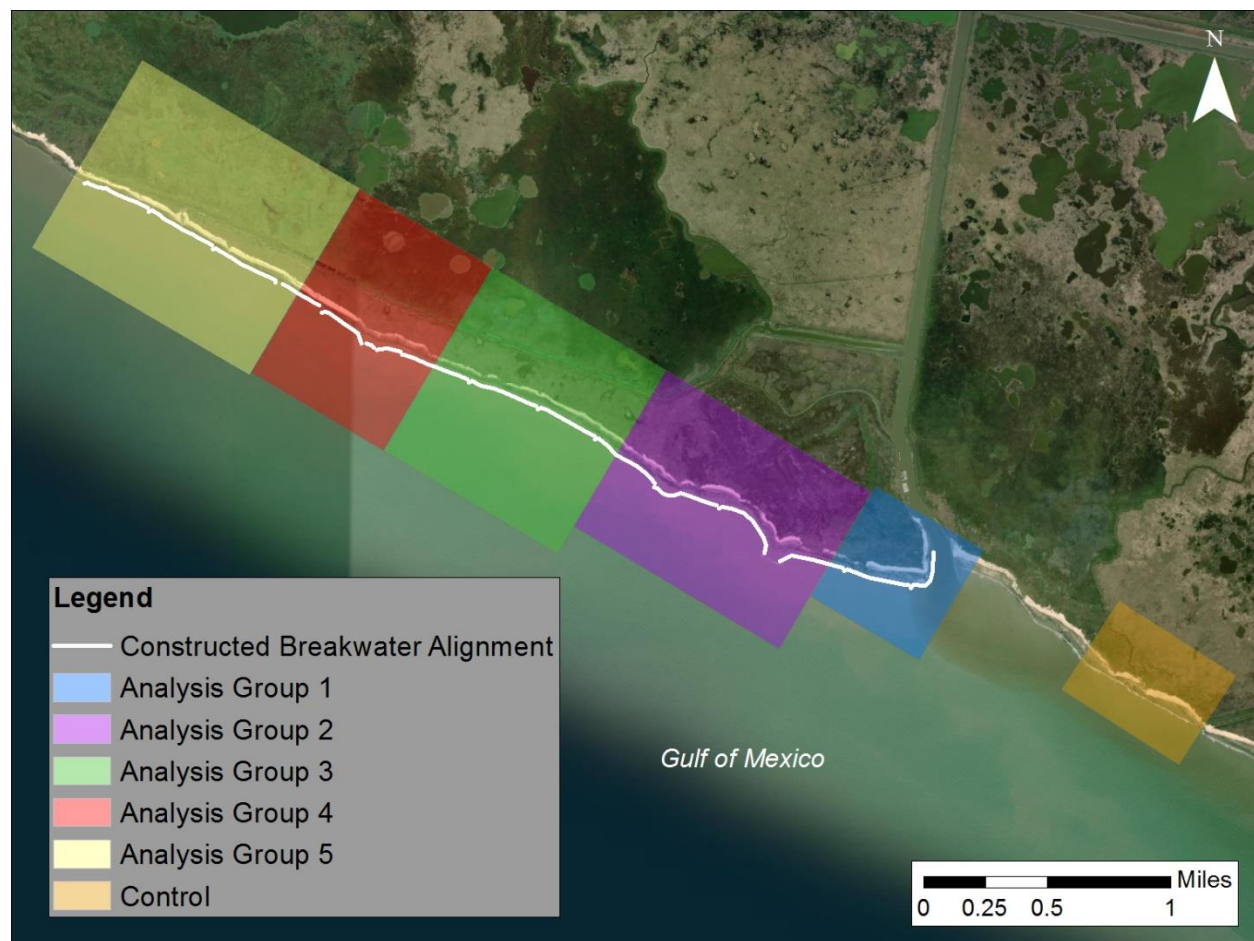 N
Gulf of Mexico
Legend
Constructed Breakwater Alignment
Analysis Group 1
Analysis Group 2
Analysis Group 3
Analysis Group 4
Analysis Group 5
Control
Miles
0 0.25 0.5 1